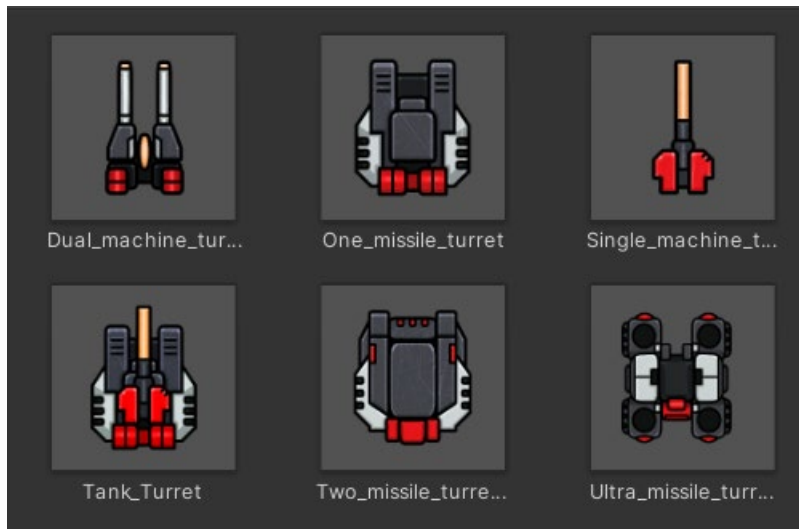 Dual_machine_tur...
One_missile_turret
Single_machine_t...
Tank_Turret
Two_missile_turre...
Ultra_missile_turr...